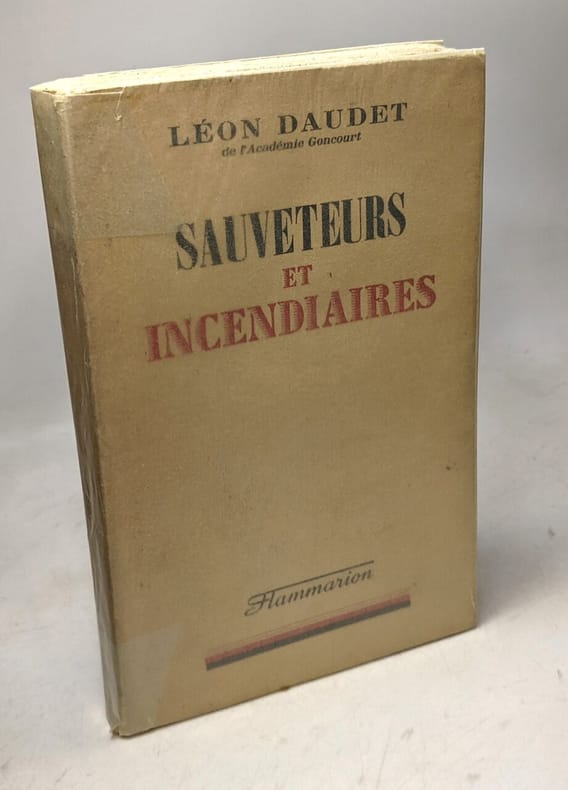 LÉON DAUDET
de l'Académie Goncourt
SAUVETEURS
ET
INCENDIAIRES
Flammarion